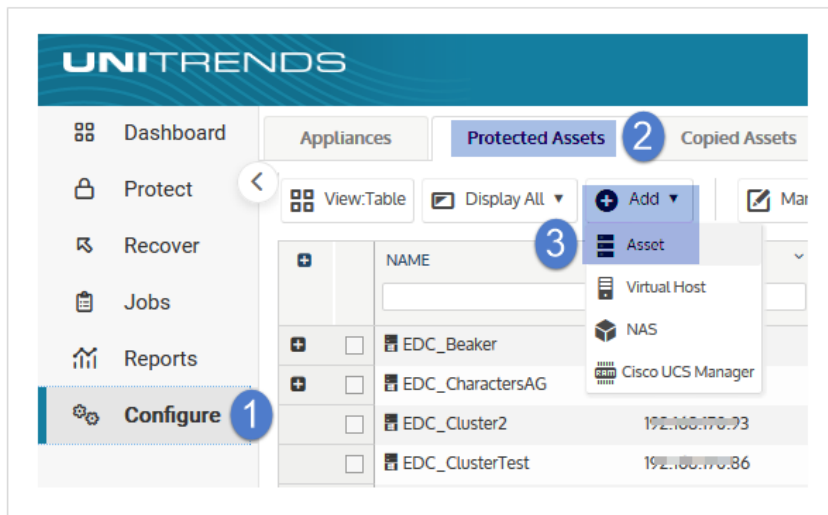 UNITRENDS
Dashboard
Protect
Recover
Jobs
Reports
Configure 1
Appliances Protected Assets 2 Copied Assets
View:Table Display All Add Mar
3 Asset
Virtual Host
NAS
Cisco UCS Manager
NAME
EDC_Beaker
EDC_CharactersAG
EDC_Cluster2
EDC_ClusterTest